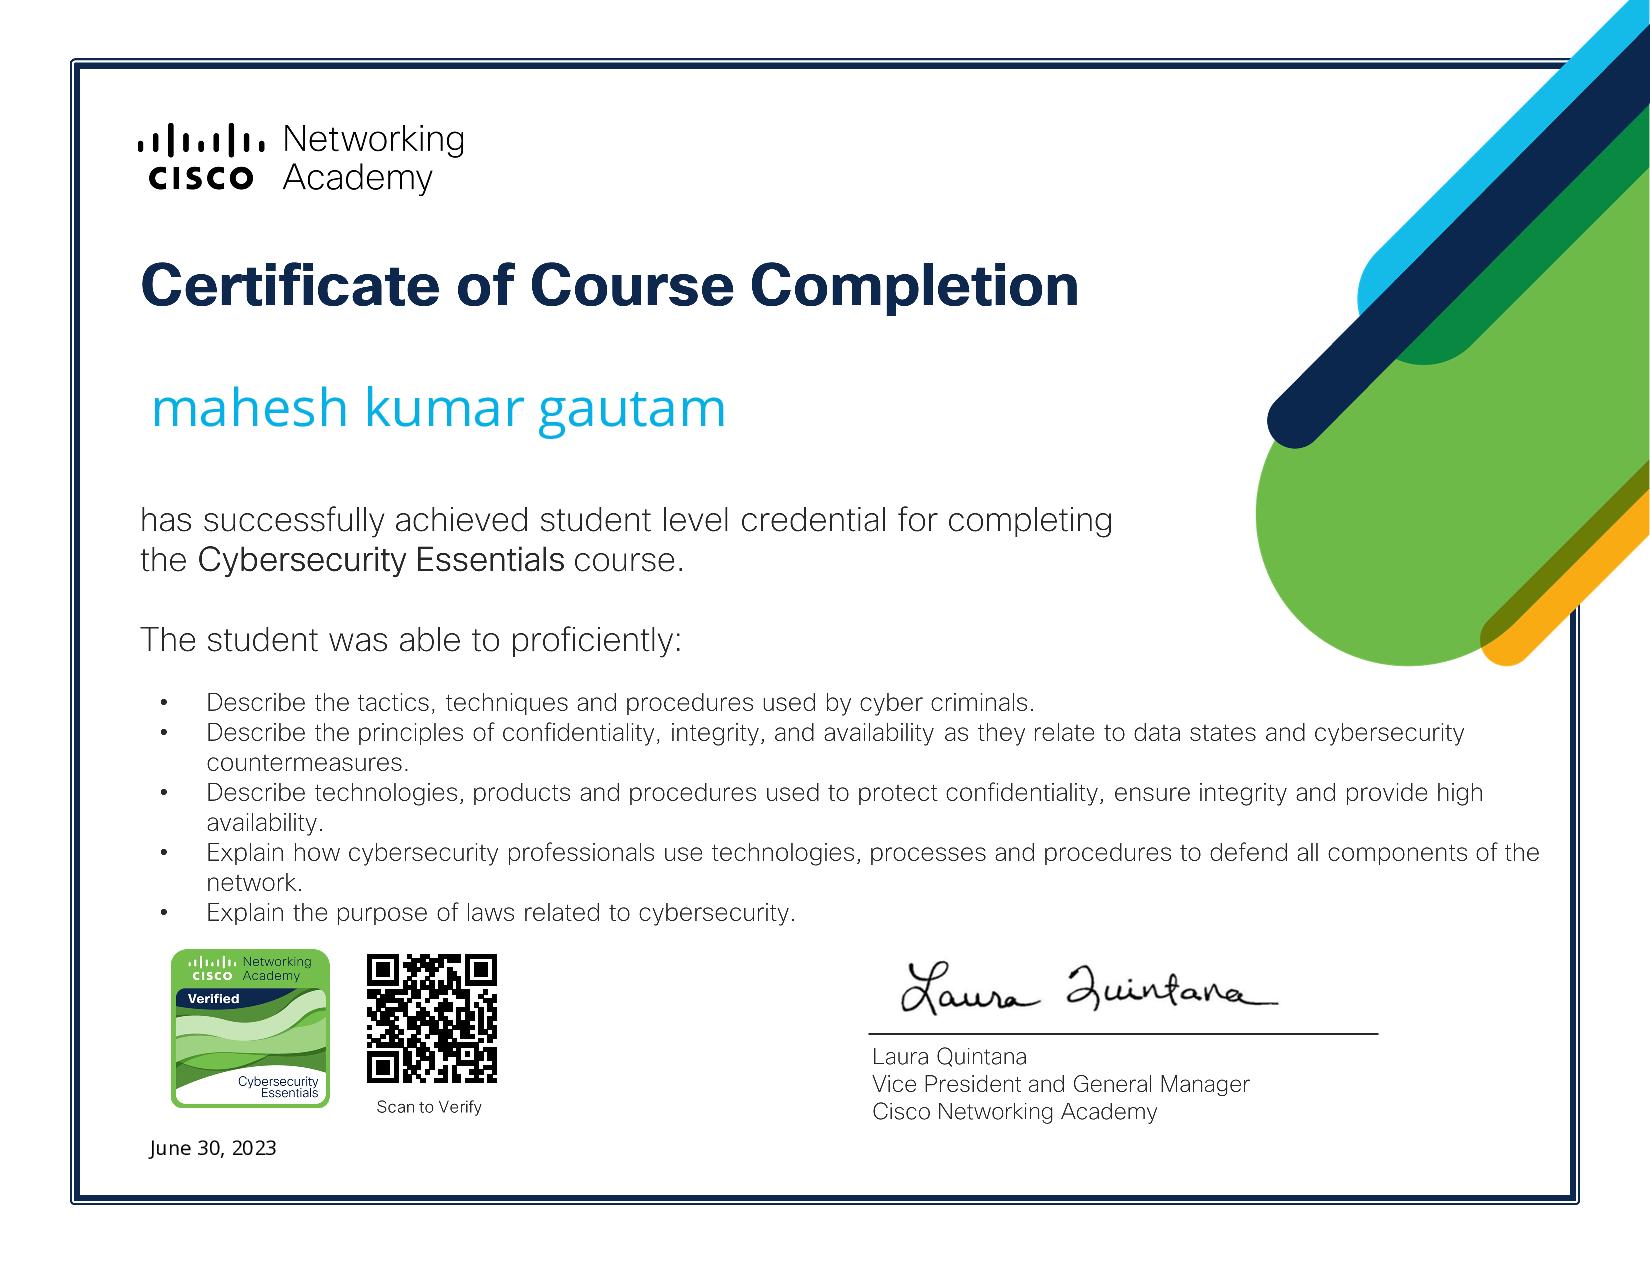 CISCO Networking
Academy
Certificate of Course Completion
mahesh kumar gautam
has successfully achieved student level credential for completing
the Cybersecurity Essentials course.
The student was able to proficiently:
• Describe the tactics, techniques and procedures used by cyber criminals.
• Describe the principles of confidentiality, integrity, and availability as they relate to data states and cybersecurity
countermeasures.
• Describe technologies, products and procedures used to protect confidentiality, ensure integrity and provide high
availability.
• Explain how cybersecurity professionals use technologies, processes and procedures to defend all components of the
network.
• Explain the purpose of laws related to cybersecurity.
CISCO Networking
Academy
Verified
Cybersecurity
Essentials
Scan to Verify
June 30, 2023
Laura Quintana
Laura Quintana
Vice President and General Manager
Cisco Networking Academy